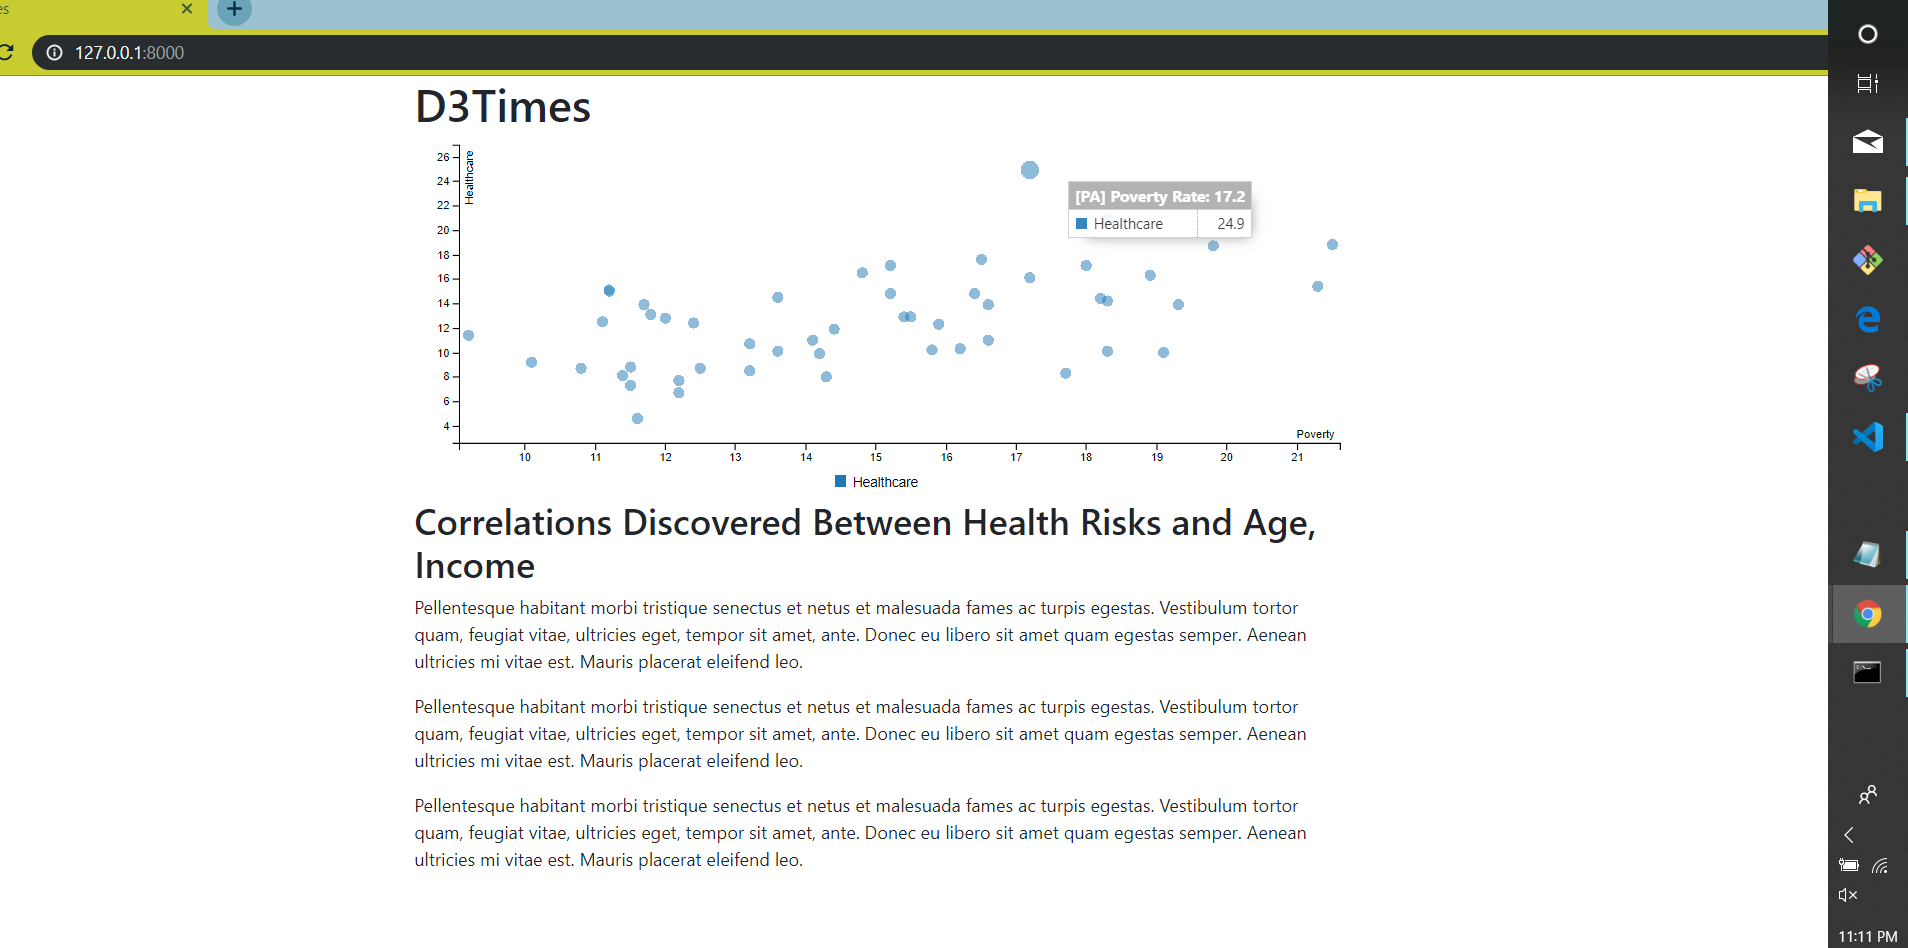 es
127.0.0.1:8000
D3Times
Healthcare
26
24
22
20
18
16
14
12
10
8
6
4
[PA] Poverty Rate: 17.2
Healthcare 24.9
Poverty
10 11 12 13 14 15 16 17 18 19 20 21
Healthcare
Correlations Discovered Between Health Risks and Age,
Income
Pellentesque habitant morbi tristique senectus et netus et malesuada fames ac turpis egestas. Vestibulum tortor
quam, feugiat vitae, ultricies eget, tempor sit amet, ante. Donec eu libero sit amet quam egestas semper. Aenean
ultricies mi vitae est. Mauris placerat eleifend leo.
Pellentesque habitant morbi tristique senectus et netus et malesuada fames ac turpis egestas. Vestibulum tortor
quam, feugiat vitae, ultricies eget, tempor sit amet, ante. Donec eu libero sit amet quam egestas semper. Aenean
ultricies mi vitae est. Mauris placerat eleifend leo.
Pellentesque habitant morbi tristique senectus et netus et malesuada fames ac turpis egestas. Vestibulum tortor
quam, feugiat vitae, ultricies eget, tempor sit amet, ante. Donec eu libero sit amet quam egestas semper. Aenean
ultricies mi vitae est. Mauris placerat eleifend leo.
11:11 PM